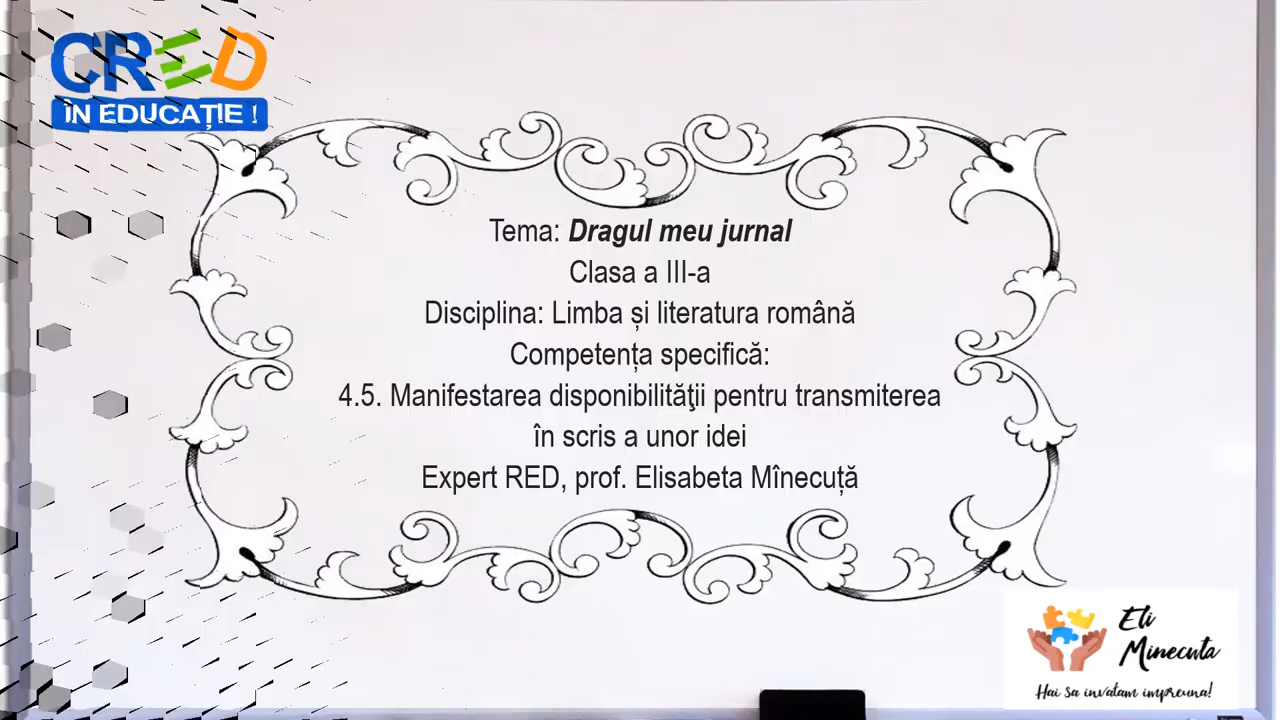 CRED
ÎN EDUCAȚIE !
Tema: Dragul meu jurnal
Clasa a III-a
Disciplina: Limba și literatura română
Competența specifică:
4.5. Manifestarea disponibilităţii pentru transmiterea
în scris a unor idei
Expert RED, prof. Elisabeta Mînecuță
Eli
Minecuta
Hai sa invatam impreuna!